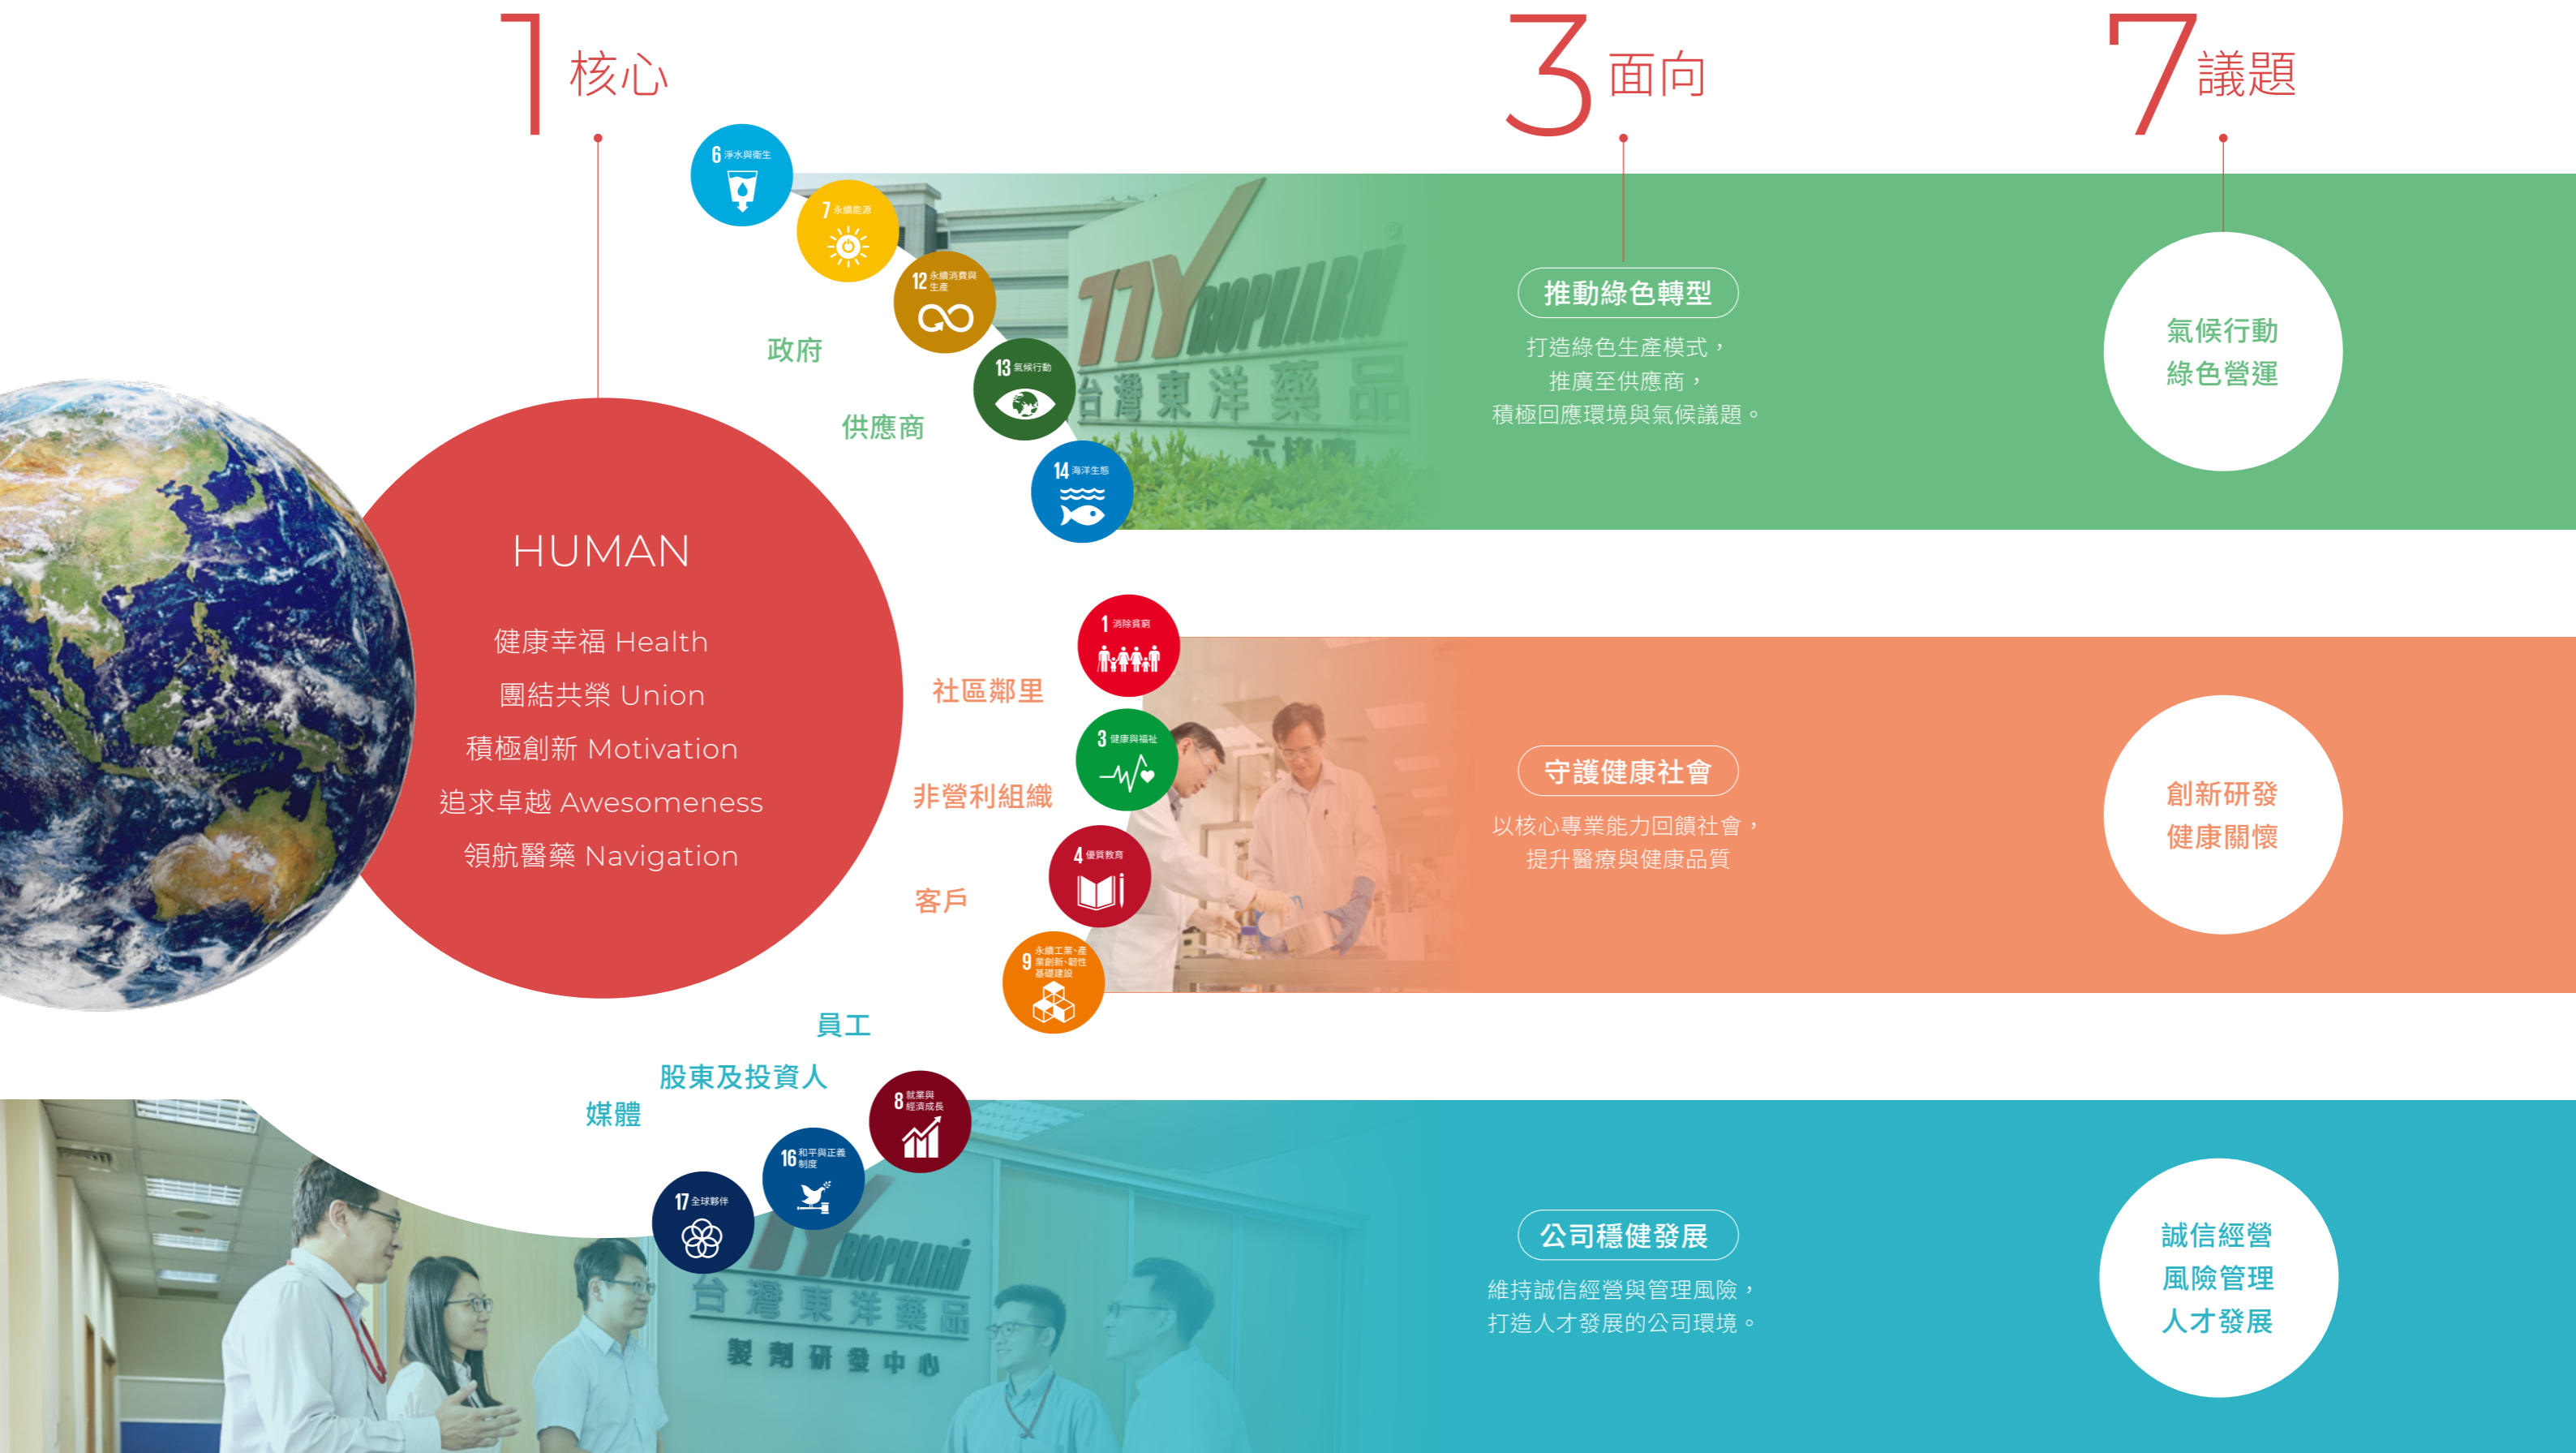 1 核心
3 面向
7 議題
HUMAN
健康幸福 Health
團結共榮 Union
積極創新 Motivation
追求卓越 Awesomeness
領航醫藥 Navigation
政府
供應商
6 淨水與衛生
7 永續能源
12 永續消費與
生產
13 氣候行動
14 海洋生態
TTY BIOPHARM
台灣東洋藥品
推動綠色轉型
打造綠色生產模式，
推廣至供應商，
積極回應環境與氣候議題。
氣候行動
綠色營運
社區鄰里
非營利組織
客戶
1 消除貧窮
3 健康與福祉
4 優質教育
9 永續工業、產
業創新、韌性
基礎建設
守護健康社會
以核心專業能力回饋社會，
提升醫療與健康品質
創新研發
健康關懷
員工
股東及投資人
媒體
8 就業與
經濟成長
16 和平與正義
制度
17 全球夥伴
TTY BIOPHARM
台灣東洋藥品
製劑研發中心
公司穩健發展
維持誠信經營與管理風險，
打造人才發展的公司環境。
誠信經營
風險管理
人才發展